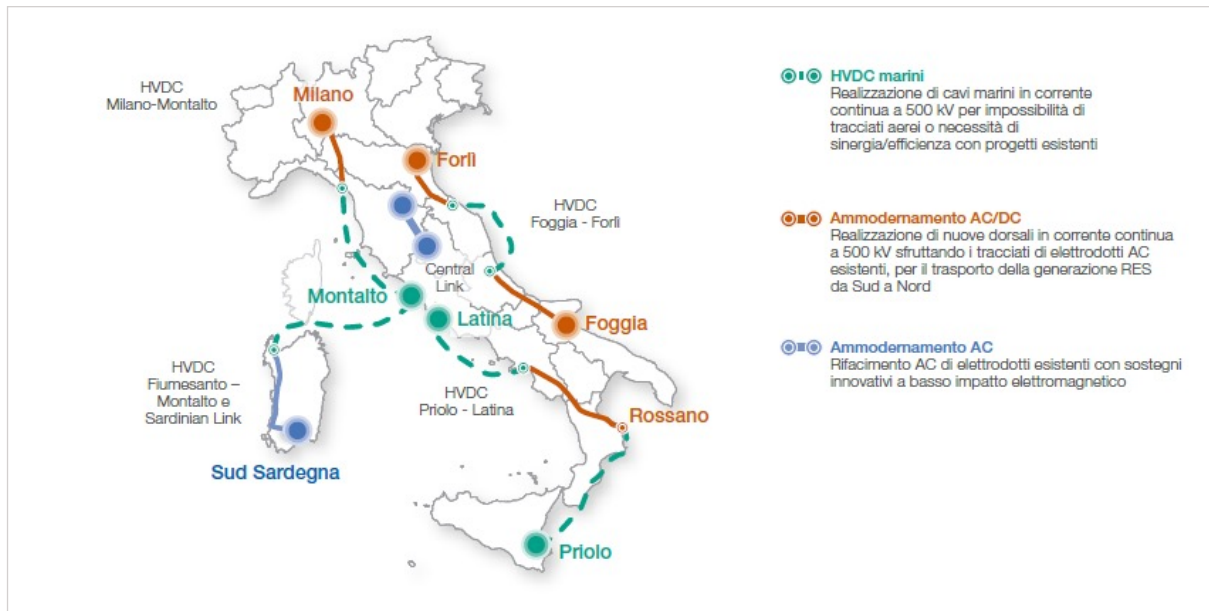 HVDC
Milano-Montalto
Milano
Forlì
HVDC
Foggia - Forlì
Central
Link
Montalto
Latina
Foggia
HVDC
Fiumesanto –
Montalto e
Sardinian Link
HVDC
Priolo - Latina
Rossano
Sud Sardegna
Priolo
HVDC marini
Realizzazione di cavi marini in corrente
continua a 500 kV per impossibilità di
tracciati aerei o necessità di
sinergia/efficienza con progetti esistenti
Ammodernamento AC/DC
Realizzazione di nuove dorsali in corrente continua
a 500 kV sfruttando i tracciati di elettrodotti AC
esistenti, per il trasporto della generazione RES
da Sud a Nord
Ammodernamento AC
Rifacimento AC di elettrodotti esistenti con sostegni
innovativi a basso impatto elettromagnetico